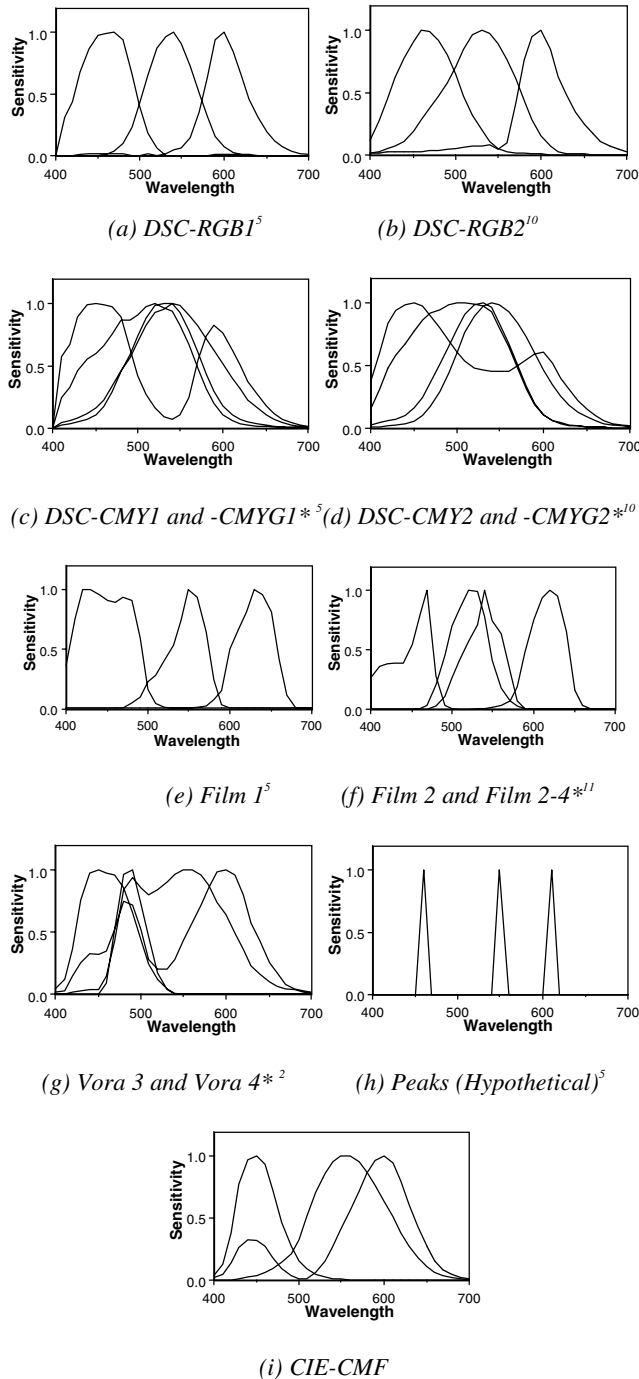 Sensitivity
1.0
0.5
0.0
400 500 600 700
Wavelength
(a) DSC-RGB1⁵
Sensitivity
1.0
0.5
0.0
400 500 600 700
Wavelength
(b) DSC-RGB2¹⁰
Sensitivity
1.0
0.5
0.0
400 500 600 700
Wavelength
(c) DSC-CMY1 and -CMYG1* ⁵
Sensitivity
1.0
0.5
0.0
400 500 600 700
Wavelength
(d) DSC-CMY2 and -CMYG2*¹⁰
Sensitivity
1.0
0.5
0.0
400 500 600 700
Wavelength
(e) Film 1⁵
Sensitivity
1.0
0.5
0.0
400 500 600 700
Wavelength
(f) Film 2 and Film 2-4*¹¹
Sensitivity
1.0
0.5
0.0
400 500 600 700
Wavelength
(g) Vora 3 and Vora 4* ²
Sensitivity
1.0
0.5
0.0
400 500 600 700
Wavelength
(h) Peaks (Hypothetical)⁵
Sensitivity
1.0
0.5
0.0
400 500 600 700
Wavelength
(i) CIE-CMF